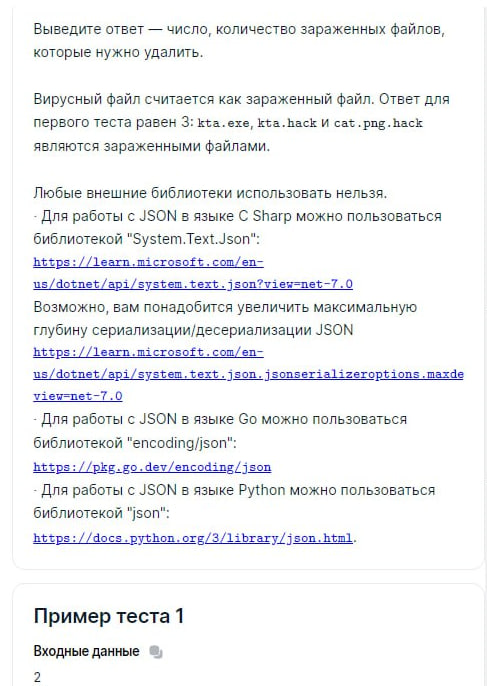 Выведите ответ — число, количество зараженных файлов,
которые нужно удалить.
Вирусный файл считается как зараженный файл. Ответ для
первого теста равен 3: kta.exe, kta.hack и cat.png.hack
являются зараженными файлами.
Любые внешние библиотеки использовать нельзя.
· Для работы с JSON в языке C Sharp можно пользоваться
библиотекой "System.Text.Json":
https://learn.microsoft.com/en-
us/dotnet/api/system.text.json?view=net-7.0
Возможно, вам понадобится увеличить максимальную
глубину сериализации/десериализации JSON
https://learn.microsoft.com/en-
us/dotnet/api/system.text.json.jsonserializeroptions.maxde
view=net-7.0
· Для работы с JSON в языке Go можно пользоваться
библиотекой "encoding/json":
https://pkg.go.dev/encoding/json
· Для работы с JSON в языке Python можно пользоваться
библиотекой "json":
https://docs.python.org/3/library/json.html.
Пример теста 1
Входные данные
2